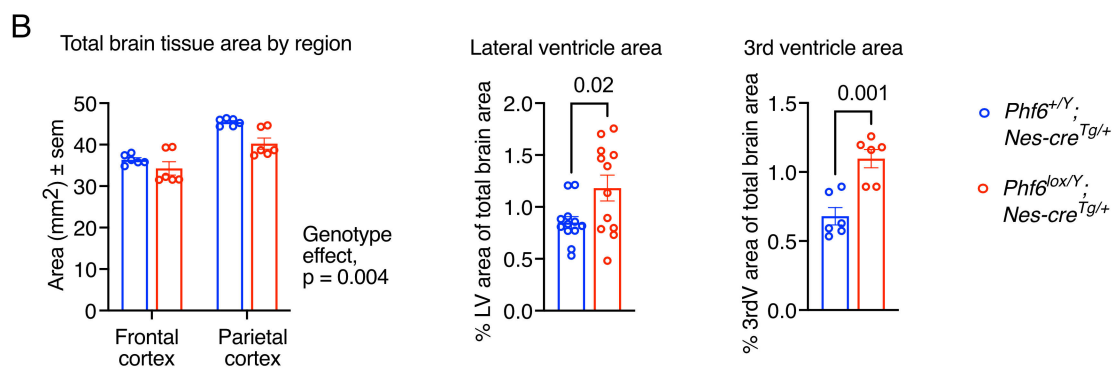 B
Total brain tissue area by region
Area (mm²) ± sem
50
40
30
20
10
0
Frontal
cortex
Parietal
cortex
Genotype
effect,
p = 0.004
Lateral ventricle area
% LV area of total brain area
2.0
1.5
1.0
0.5
0.0
0.02
3rd ventricle area
% 3rdV area of total brain area
1.5
1.0
0.5
0.0
0.001
Phf6+/Y;
Nes-creTg/+
Phf6lox/Y;
Nes-creTg/+